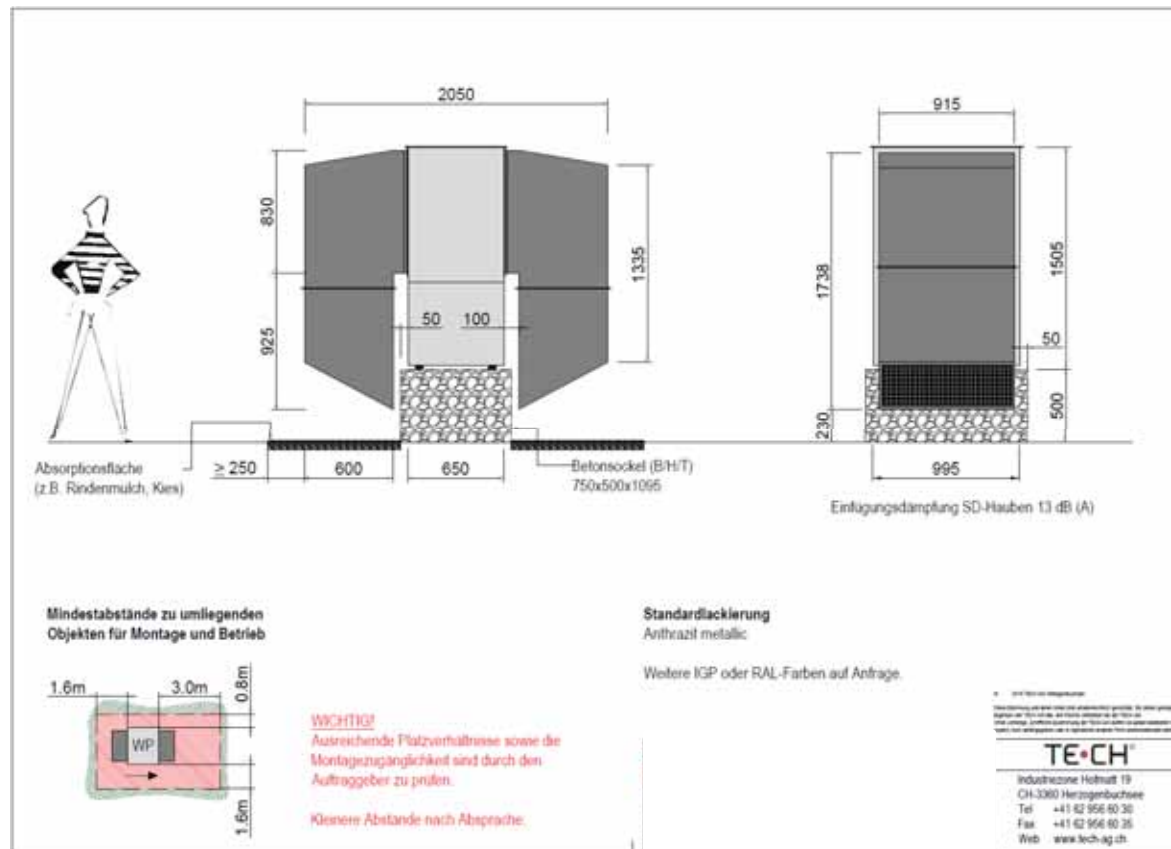 2050
915
830
925
1335
50
100
1738
1505
50
500
230
≥ 250
600
650
995
Absorptionsfläche
(z.B. Rindenmulch, Kies)
Betonsockel (B/H/T)
750x500x1095
Einfügungsdämpfung SD-Hauben 13 dB (A)
Mindestabstände zu umliegenden
Objekten für Montage und Betrieb
1.6m
3.0m
0.8m
WP
1.6m
WICHTIG!
Ausreichende Platzverhältnisse sowie die
Montagezugänglichkeit sind durch den
Auftraggeber zu prüfen.
Kleinere Abstände nach Absprache.
Standardlackierung
Anthrazit metallic
Weitere IGP oder RAL-Farben auf Anfrage.
TE•CH
Industriezone Hofmatt 19
CH-3360 Herzogenbuchsee
Tel +41 62 956 60 30
Fax +41 62 956 60 35
Web www.tech-ag.ch